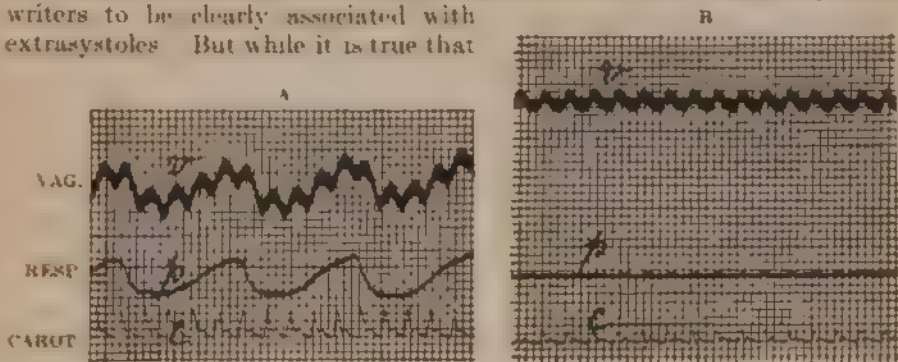 writers to be clearly associated with
extrasystoles But while it is true that
A
B
VAG.
RESP
CAROT